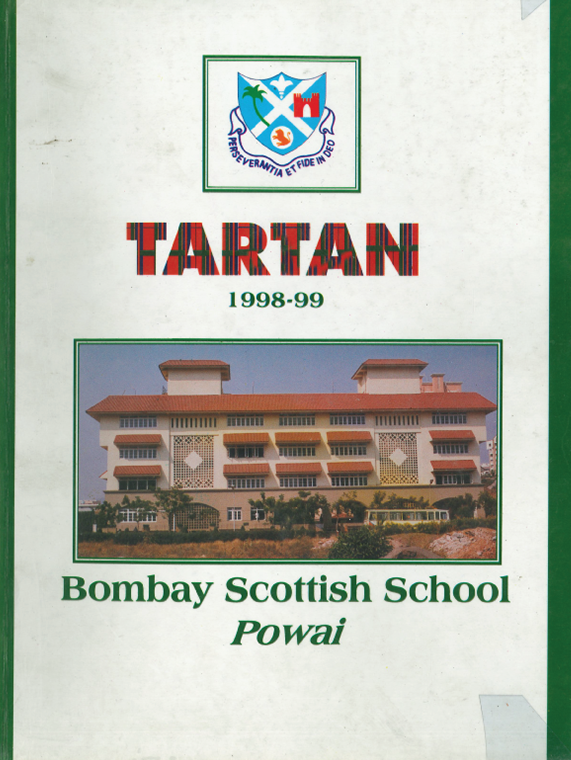 PERSEVERANTIA ET FIDE IN DEO
TARTAN
1998-99
Bombay Scottish School
Powai